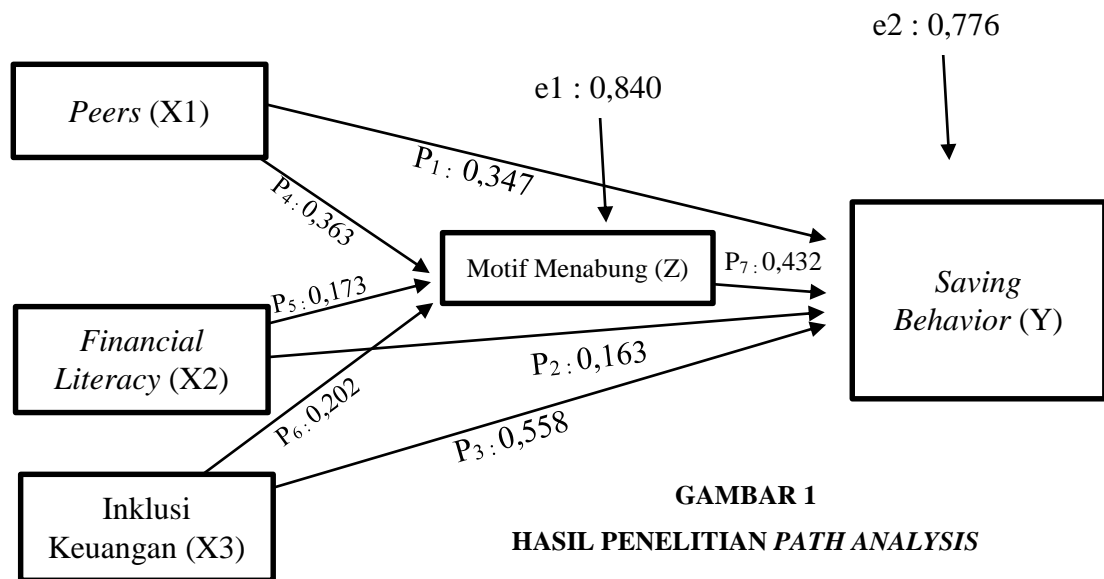 e2 : 0,776
e1 : 0,840
Peers (X1)
P1 : 0,347
P4 : 0,363
Motif Menabung (Z)
P7 : 0,432
Saving
Behavior (Y)
P5 : 0,173
Financial
Literacy (X2)
P2 : 0,163
P6 : 0,202
P3 : 0,558
Inklusi
Keuangan (X3)
GAMBAR 1
HASIL PENELITIAN PATH ANALYSIS